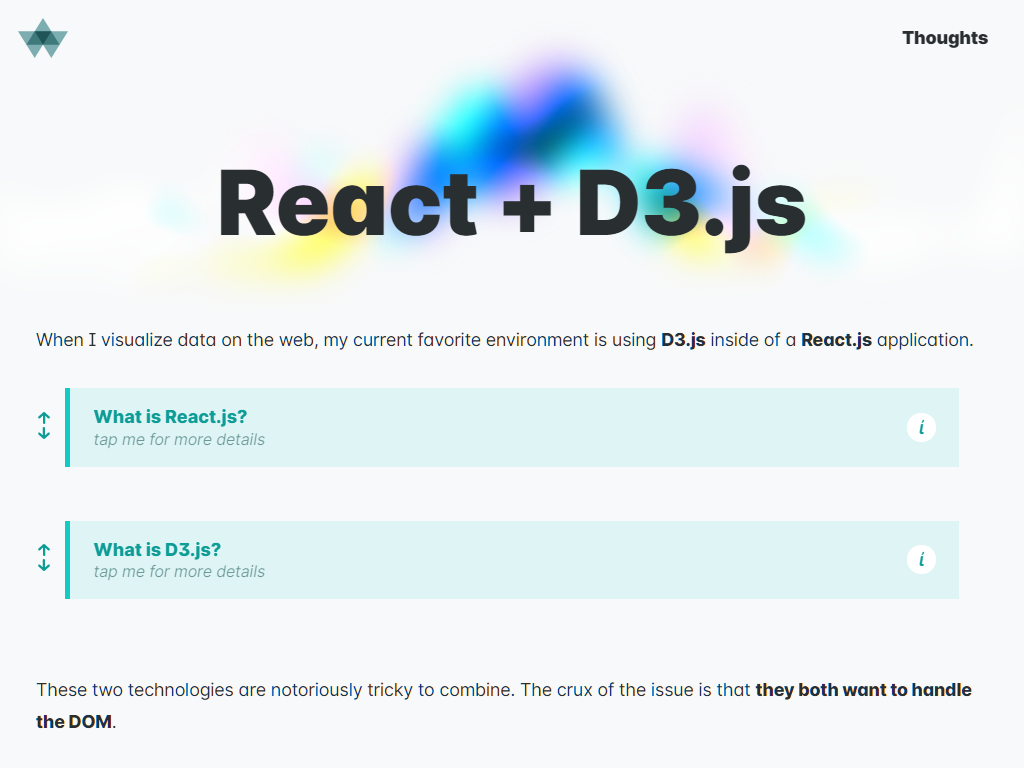 Thoughts
React + D3.js
When I visualize data on the web, my current favorite environment is using D3.js inside of a React.js application.
What is React.js?
tap me for more details
i
What is D3.js?
tap me for more details
i
These two technologies are notoriously tricky to combine. The crux of the issue is that they both want to handle
the DOM.